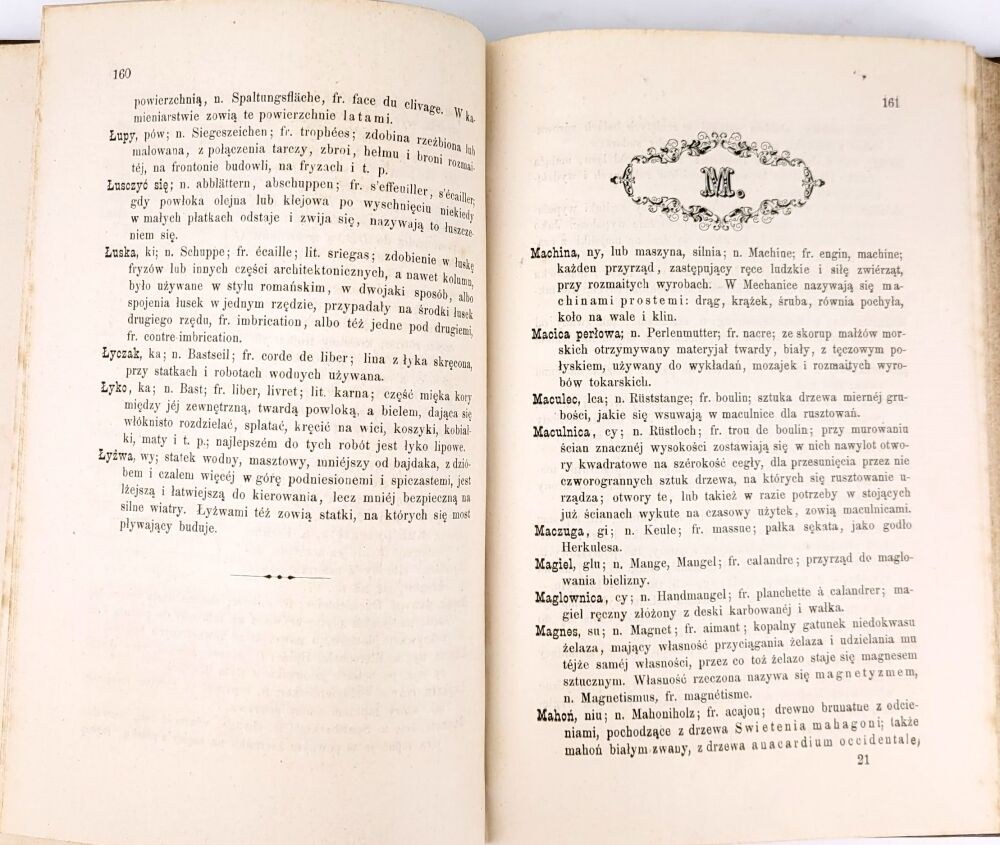 160
powierzchnią, n. Spaltungsfläche, fr. face du clivage. W ka-
mieniarstwie zowią te powierzchnie latami.
Łupy, pów; n. Siegeszeichen; fr. trophées; zdobina rzeźbiona lub
malowana, z połączenia tarczy, zbroi, hełmu i broni rozmai-
téj, na frontonie budowli, na fryzach i t. p.
Łuszczyć się; n. abblättern, abschuppen; fr. s'effeuiller, s'écailler;
gdy powłoka olejna lub klejowa po wyschnięciu niekiedy
w małych płatkach odstaje i zwija się, nazywają to łuszcze-
niem się.
Łuska, ki; n. Schuppe; fr. écaille; lit. sriegas; zdobienie w łuskę
fryzów lub innych części architektonicznych, a nawet kolumn,
było używane w stylu romańskim, w dwojaki sposób, albo
spojenia łusek w jednym rzędzie, przypadały na środki łusek
drugiego rzędu, fr. imbrication, albo téż jedne pod drugiemi,
fr. contre-imbrication.
Łyczak, ka; n. Bastseil; fr. corde de liber; lina z łyka skręcona,
przy statkach i robotach wodnych używana.
Łyko, ka; n. Bast; fr. liber, livret; lit. karna; część miękka kory
między jéj zewnętrzną, twardą powloką, a bielem, dająca się
włóknisto rozdzielać, splatać, kręcić na wici, koszyki, kobiał-
ki, maty i t. p.; najlepszém do tych robót jest łyko lipowe.
Łyżwa, wy; statek wodny, masztowy, mniéjszy od bajdaka, z dzió-
bem i czałem więcéj w górę podniesionemi i spiczastemi, jest
lżejszą i łatwiejszą do kierowania, lecz mniéj bezpieczną na
silne wiatry. Łyżwami téż zowią statki, na których się most
pływający buduje.
161
M.
Machina, ny, lub maszyna, silnia; n. Machine; fr. engin, machine;
każden przyrząd, zastępujący ręce ludzkie i siłę zwiérząt,
przy rozmaitych wyrobach. W Mechanice nazywają się ma-
chinami prostemi: drąg, krążek, śruba, równia pochyła,
koło na wale i klin.
Macica perłowa; n. Perlenmutter; fr. nacre; ze skorup małżów mor-
skich otrzymywany materyjał twardy, biały, z tęczowym po-
łyskiem, używany do wykładań, mozajek i rozmaitych wyro-
bów tokarskich.
Maculec, lca; n. Rüststange; fr. boulin; sztuka drzewa miernéj gru-
bości, jakie się wsuwają w maculnice dla rusztowań.
Maculnica, cy; n. Rüstloch; fr. trou de boulin; przy murowaniu
ścian znacznéj wysokości zostawiają się w nich nawylot otwo-
ry kwadratowe na szérokość cegły, dla przesunięcia przez nie
czworogrannych sztuk drzewa, na których się rusztowanie u-
rządza; otwory te, lub takież w razie potrzeby w stojących
już ścianach wykute na czasowy użytek, zowią maculnicami.
Maczuga, gi; n. Keule; fr. massue; pałka sękata, jako godło
Herkulesa.
Magiel, glu; n. Mange, Mangel; fr. calandre; przyrząd do maglo-
wania bielizny.
Maglownica, cy; n. Handmangel; fr. planchette à calandrer; ma-
giel ręczny złożony z deski karbowanéj i wałka.
Magnes, su; n. Magnet; fr. aimant; kopalny gatunek niedokwasu
żelaza, mający własność przyciągania żelaza i udzielania mu
téjże saméj własności, przez co toż żelazo staje się magnesem
sztucznym. Własność rzeczona nazywa się magnetyzmem,
n. Magnetismus, fr. magnétisme.
Mahoń, niu; n. Mahoniholz; fr. acajou; drewno brunatne z odcie-
niami, pochodzące z drzewa Swietenia mahagoni; także
mahoń białym zwany, z drzewa anacardium occidentale,
21